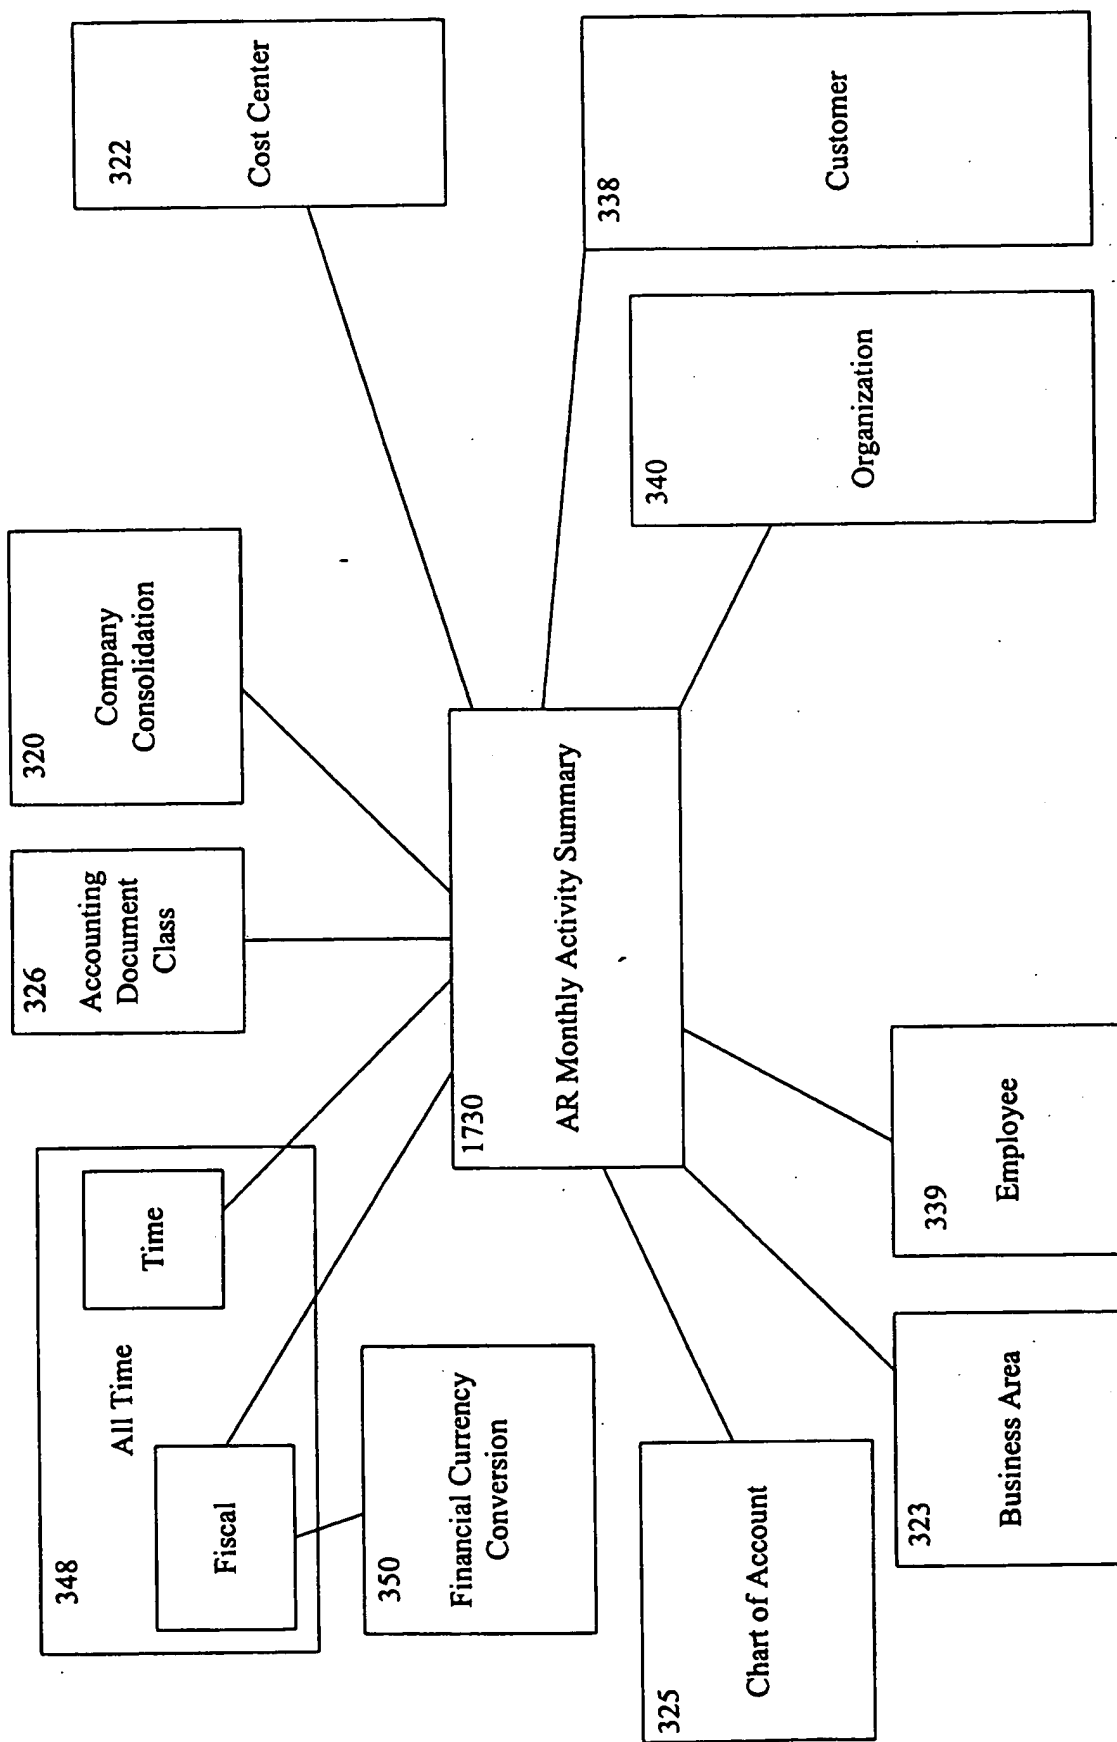 348
All Time
Fiscal
Time
326
Accounting
Document
Class
320
Company
Consolidation
322
Cost Center
350
Financial Currency
Conversion
1730
AR Monthly Activity Summary
338
Customer
340
Organization
325
Chart of Account
323
Business Area
339
Employee